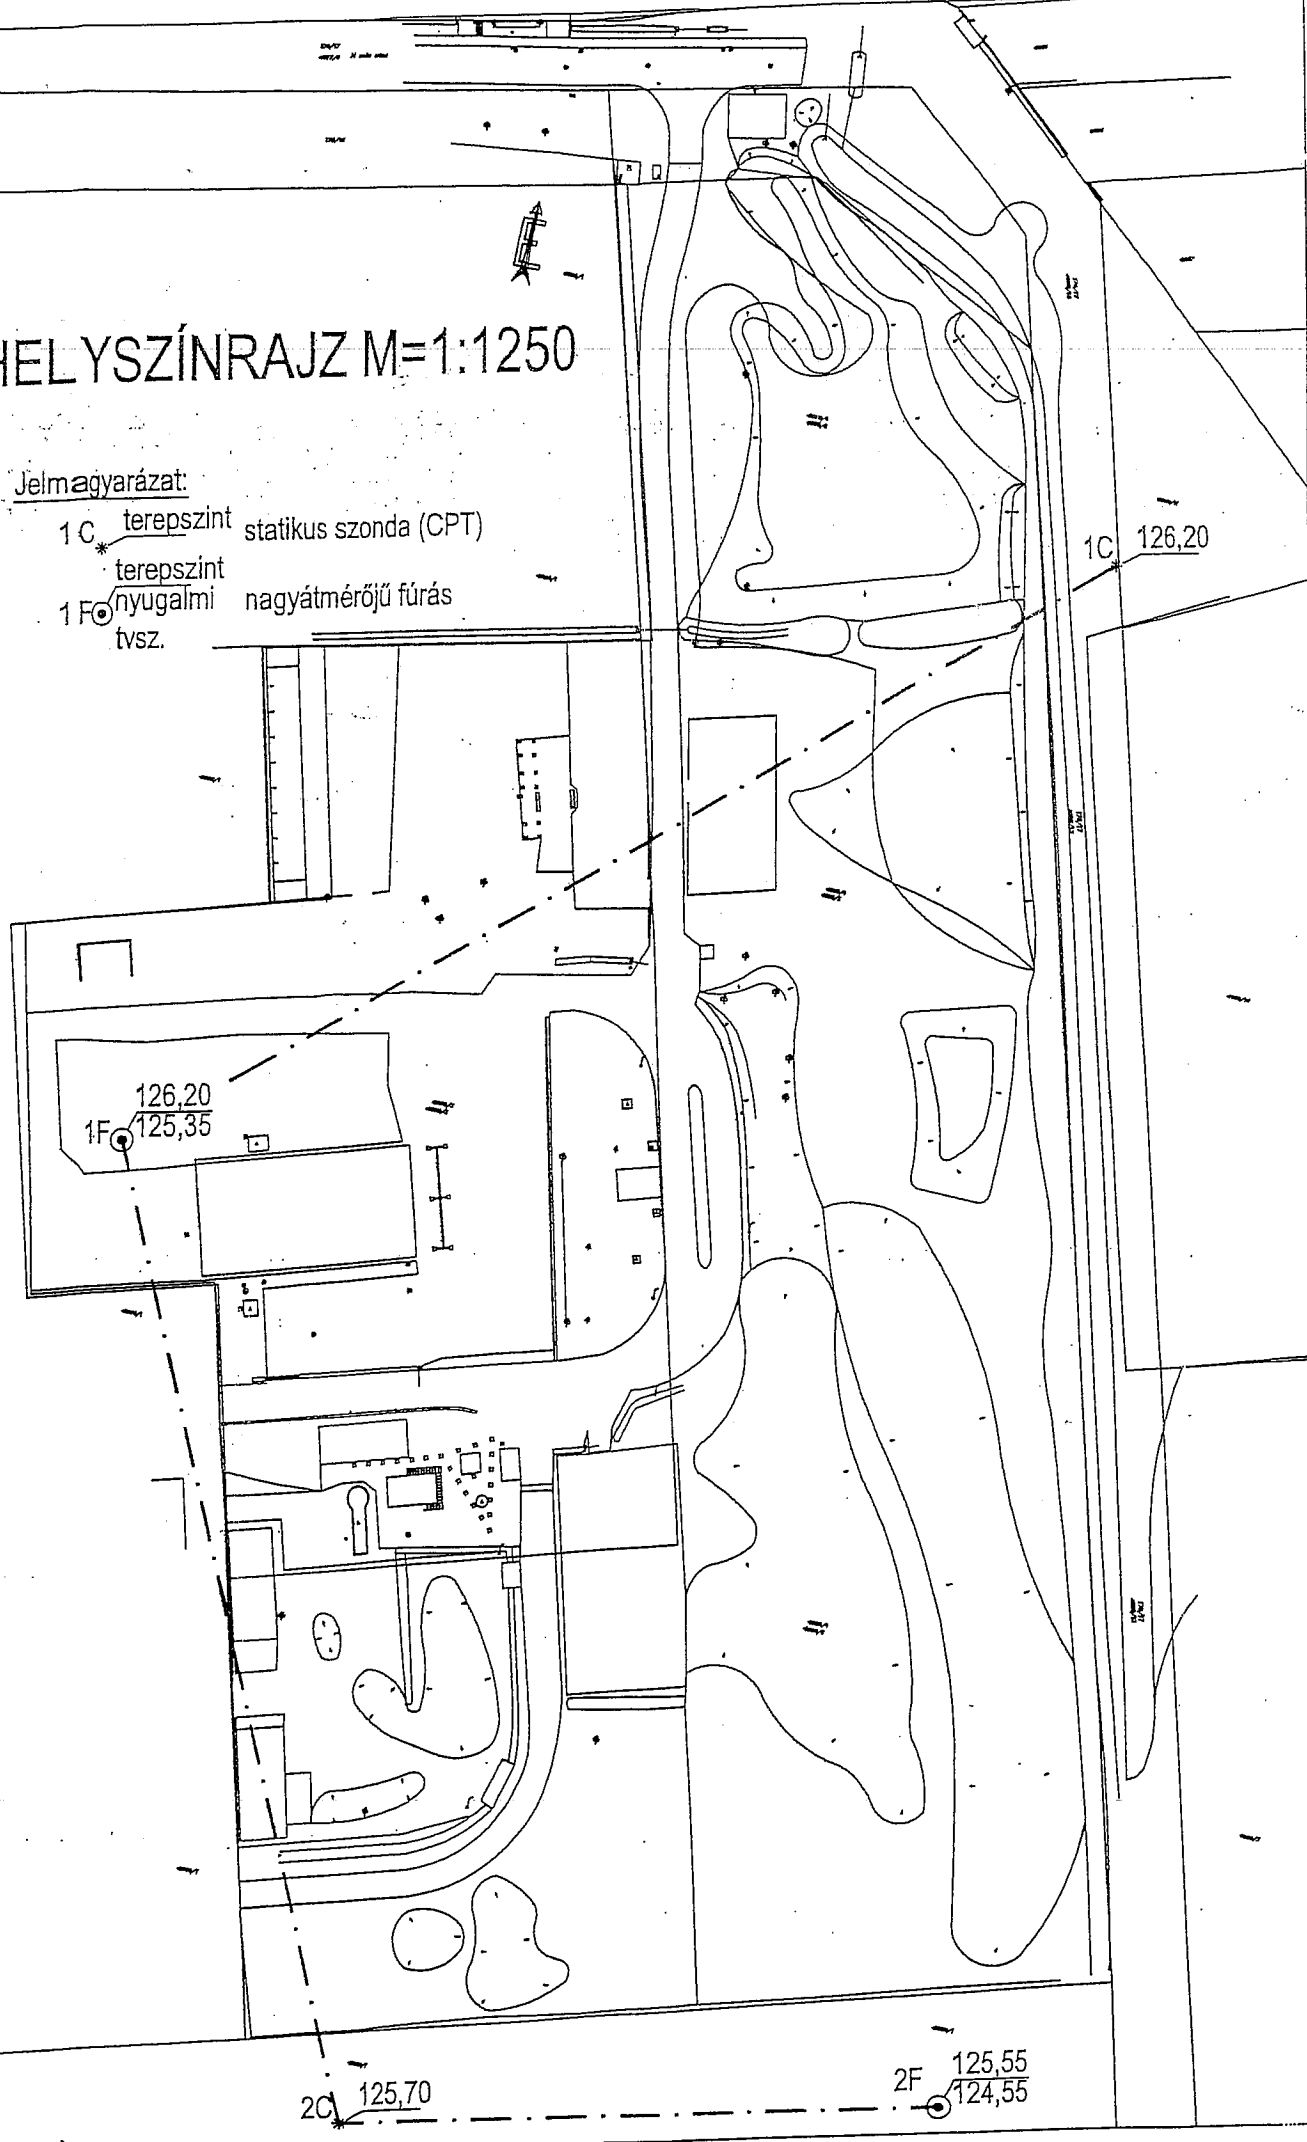 HELYSZÍNRAJZ M=1:1250
Jelmagyarázat:
1 C terepszint statikus szonda (CPT)
terepszint
1 F nyugalmi nagyátmérőjű fúrás
tvsz.
1C 126,20
126,20
1F 125,35
2C 125,70
2F 125,55
124,55